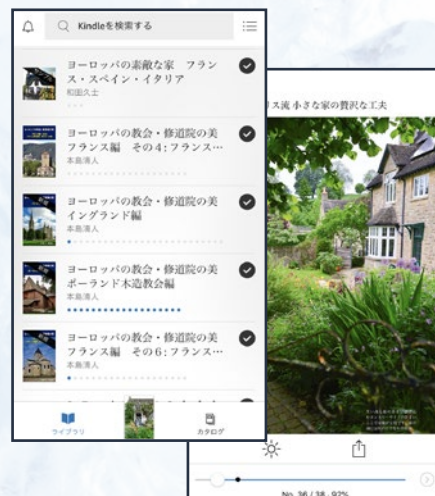 Kindleを検索する
ヨーロッパの素敵な家 フラン
ス・スペイン・イタリア
和田久士
ヨーロッパの教会・修道院の美
フランス編 その4:フランス…
本島清人
ヨーロッパの教会・修道院の美
イングランド編
本島清人
ヨーロッパの教会・修道院の美
ポーランド木造教会編
本島清人
ヨーロッパの教会・修道院の美
フランス編 その6:フランス…
本島清人
ライブラリ
カタログ
リス流 小さな家の贅沢な工夫
No. 36 / 38 · 92%